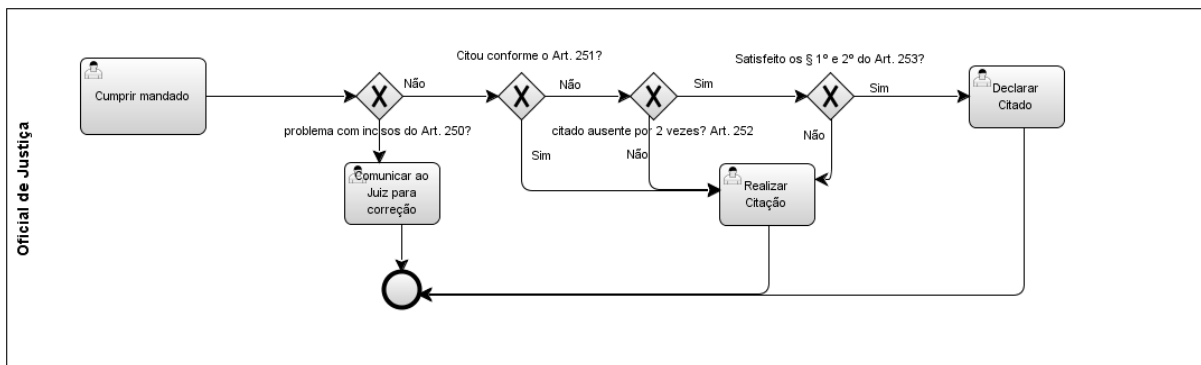 Oficial de Justiça
Cumprir mandado
problema com incisos do Art. 250?
Não
Comunicar ao
Juiz para
correção
Citou conforme o Art. 251?
Não
Sim
citado ausente por 2 vezes? Art. 252
Sim
Não
Satisfeito os § 1º e 2º do Art. 253?
Sim
Não
Realizar
Citação
Declarar
Citado